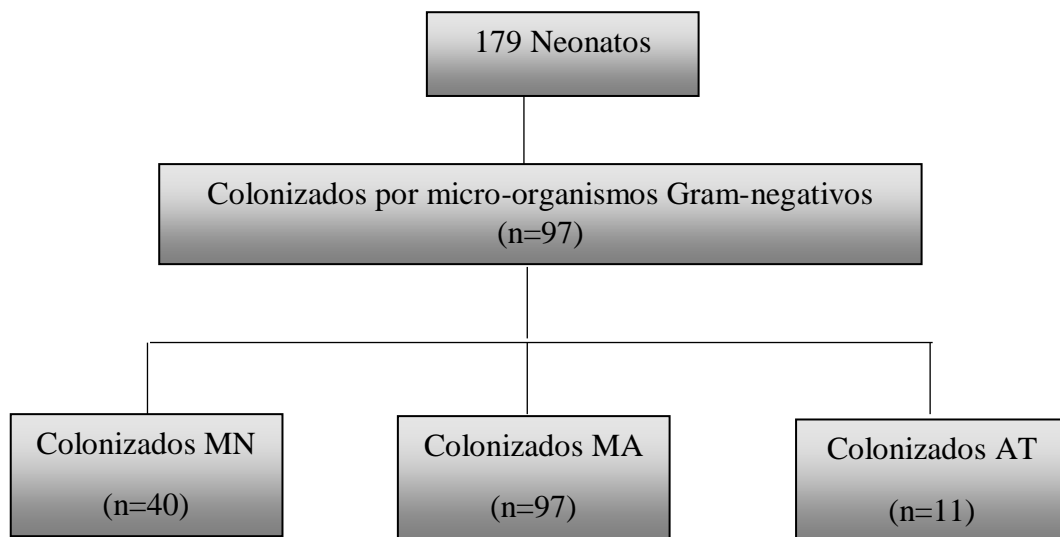 179 Neonatos
Colonizados por micro-organismos Gram-negativos
(n=97)
Colonizados MN
(n=40)
Colonizados MA
(n=97)
Colonizados AT
(n=11)